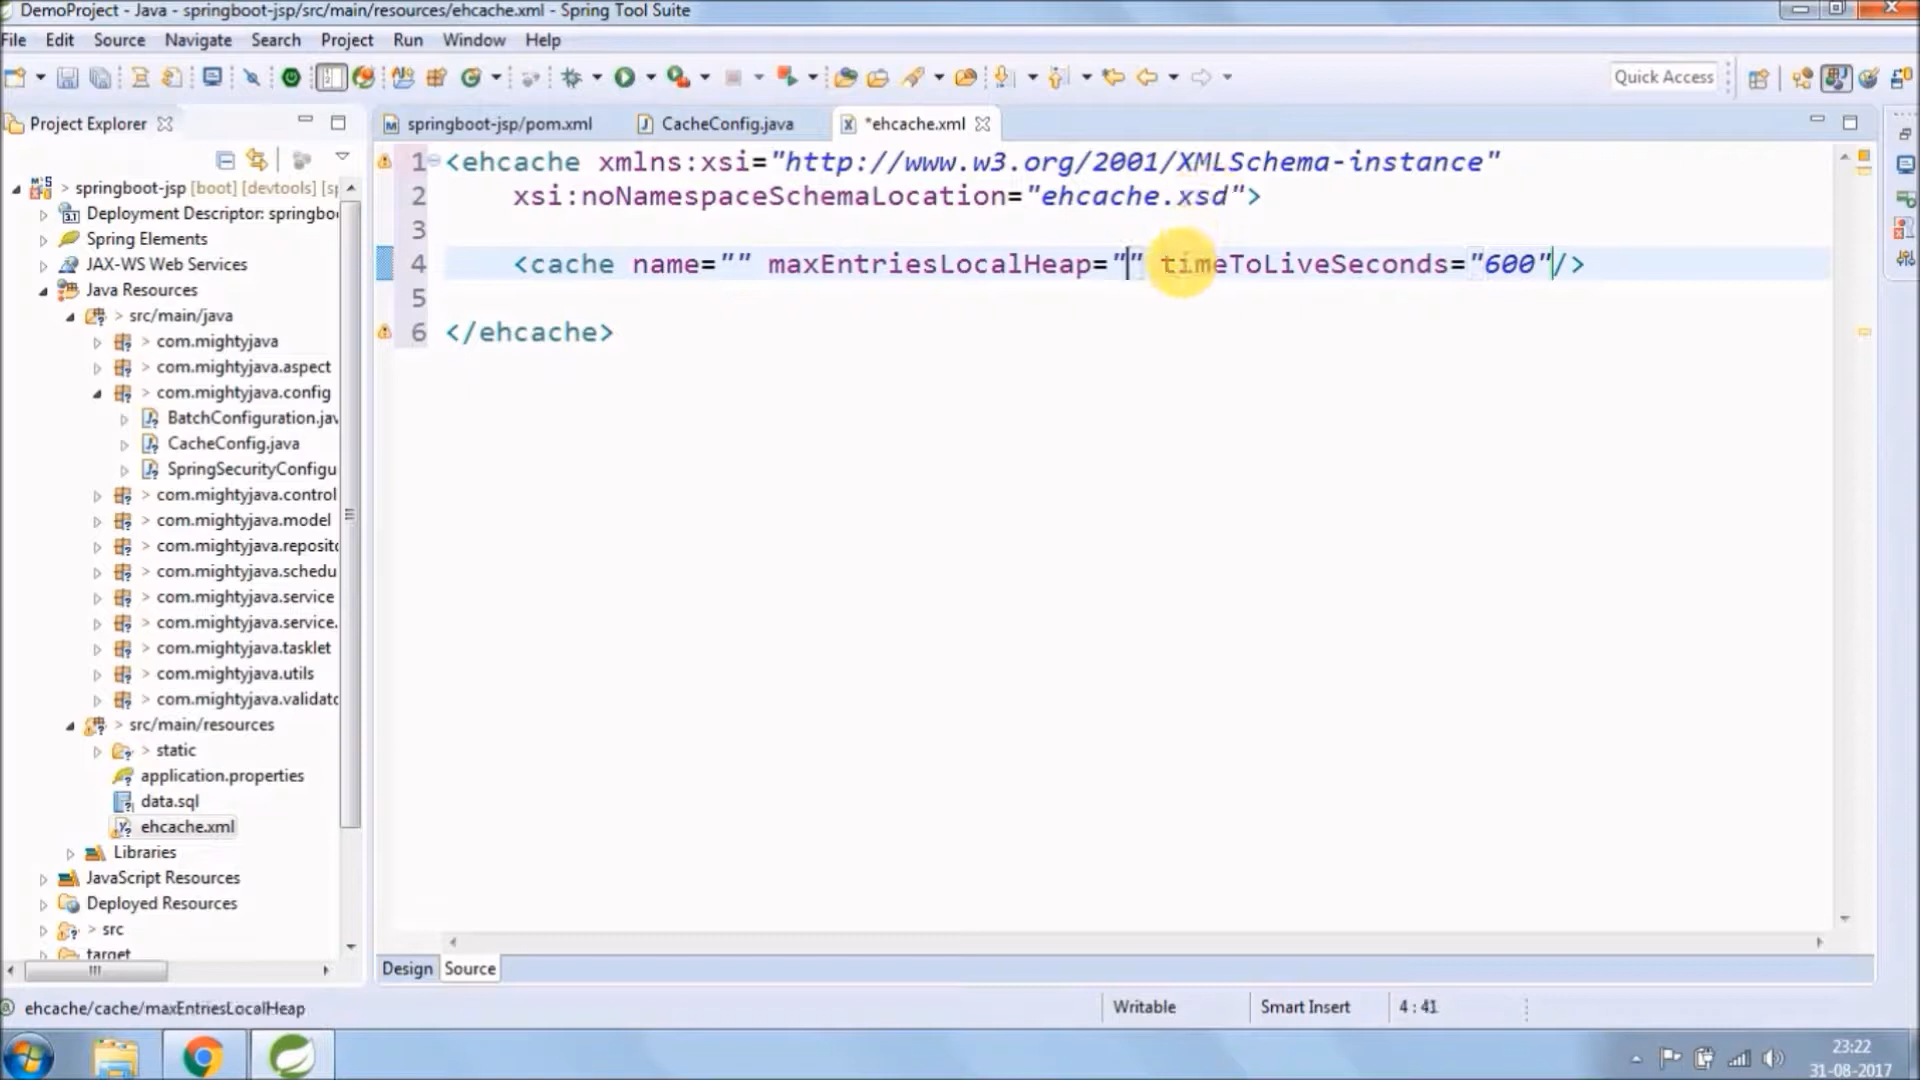 DemoProject - Java - springboot-jsp/src/main/resources/ehcache.xml - Spring Tool Suite
File Edit Source Navigate Search Project Run Window Help
Quick Access
Project Explorer
springboot-jsp/pom.xml
CacheConfig.java
*ehcache.xml
springboot-jsp [boot] [devtools] [sp
Deployment Descriptor: springboo
Spring Elements
JAX-WS Web Services
Java Resources
src/main/java
com.mightyjava
com.mightyjava.aspect
com.mightyjava.config
BatchConfiguration.jav
CacheConfig.java
SpringSecurityConfigu
com.mightyjava.control
com.mightyjava.model
com.mightyjava.reposito
com.mightyjava.schedu
com.mightyjava.service
com.mightyjava.service.
com.mightyjava.tasklet
com.mightyjava.utils
com.mightyjava.validato
src/main/resources
static
application.properties
data.sql
ehcache.xml
Libraries
JavaScript Resources
Deployed Resources
src
target
1 <ehcache xmlns:xsi="http://www.w3.org/2001/XMLSchema-instance"
2 xsi:noNamespaceSchemaLocation="ehcache.xsd">
3
4 <cache name="" maxEntriesLocalHeap="" timeToLiveSeconds="600"/>
5
6 </ehcache>
Design Source
ehcache/cache/maxEntriesLocalHeap
Writable
Smart Insert
4 : 41
23:22
31-08-2017